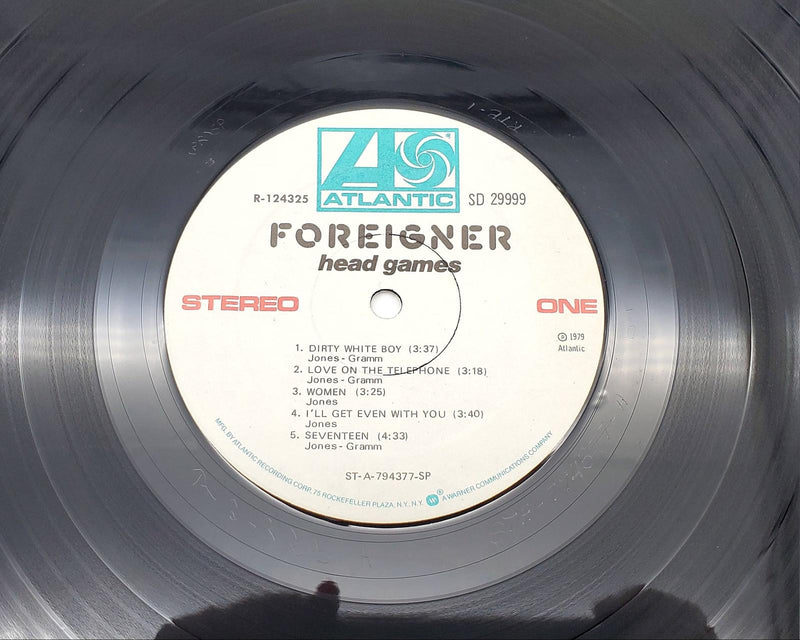 ATLANTIC
R-124325
SD 29999
FOREIGNER
head games
STEREO
ONE
℗ 1979
Atlantic
1. DIRTY WHITE BOY (3:37)
Jones - Gramm
2. LOVE ON THE TELEPHONE (3:18)
Jones - Gramm
3. WOMEN (3:25)
Jones
4. I'LL GET EVEN WITH YOU (3:40)
Jones
5. SEVENTEEN (4:33)
Jones - Gramm
ST-A-794377-SP
MFG. BY ATLANTIC RECORDING CORP. 75 ROCKEFELLER PLAZA, N.Y. N.Y. W® A WARNER COMMUNICATIONS COMPANY